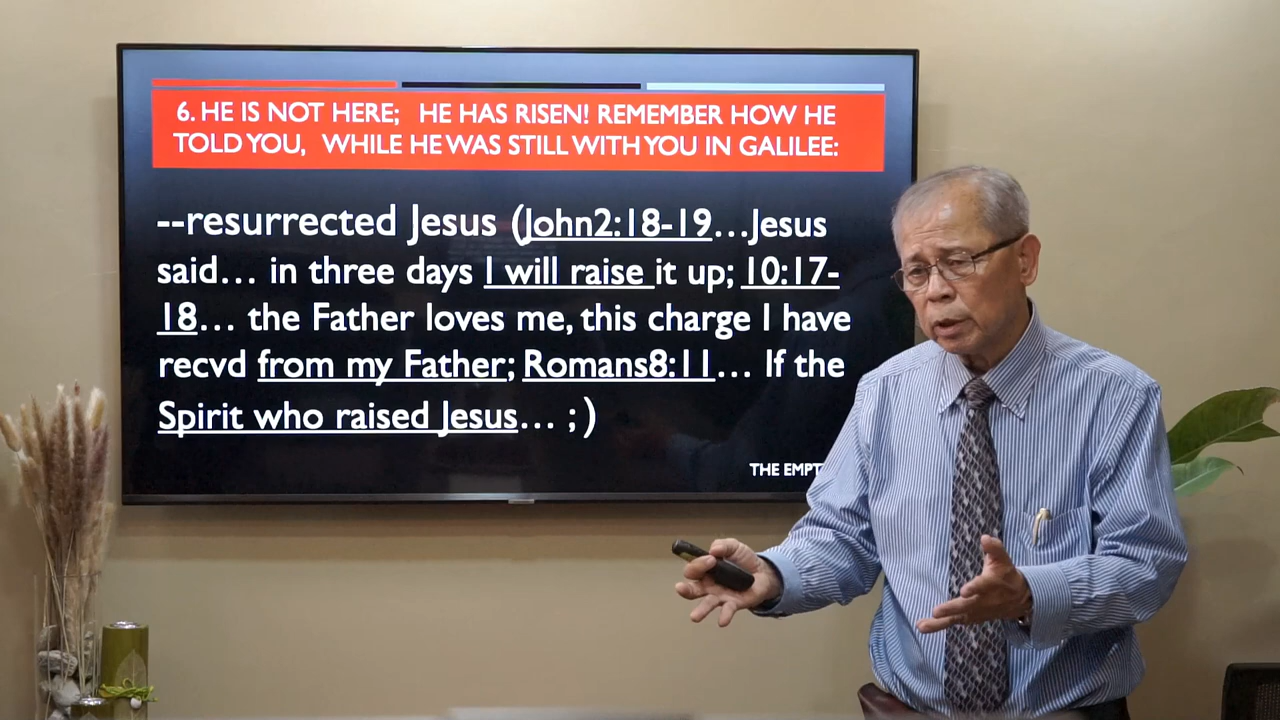 6. HE IS NOT HERE; HE HAS RISEN! REMEMBER HOW HE
TOLD YOU, WHILE HE WAS STILL WITH YOU IN GALILEE:
--resurrected Jesus (John2:18-19...Jesus
said... in three days I will raise it up; 10:17-
18... the Father loves me, this charge I have
recvd from my Father; Romans8:11... If the
Spirit who raised Jesus... ; )
THE